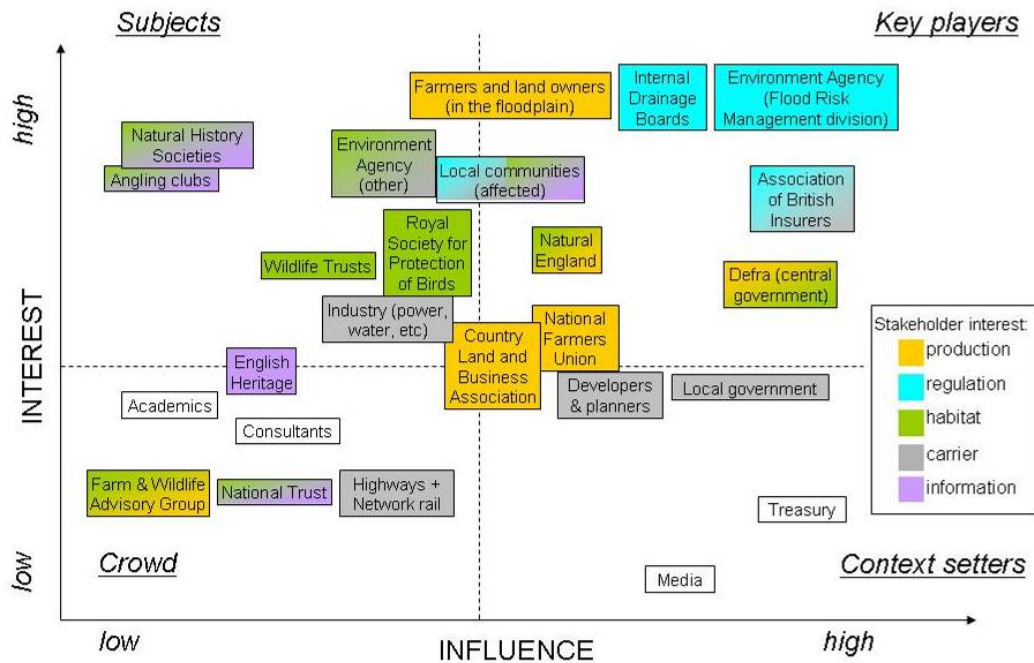 Subjects
Key players
high
Farmers and land owners
(in the floodplain)
Internal
Drainage
Boards
Environment Agency
(Flood Risk
Management division)
Natural History
Societies
Angling clubs
Environment
Agency
(other)
Local communities
(affected)
Association
of British
Insurers
Royal
Society for
Protection
of Birds
Wildlife Trusts
Natural
England
Defra (central
government)
Industry (power,
water, etc)
Country
Land and
Business
Association
National
Farmers
Union
Stakeholder interest:
production
regulation
habitat
carrier
information
INTEREST
English
Heritage
Academics
Consultants
Developers
& planners
Local government
Farm & Wildlife
Advisory Group
National Trust
Highways +
Network rail
Treasury
low
Crowd
Media
Context setters
low
INFLUENCE
high